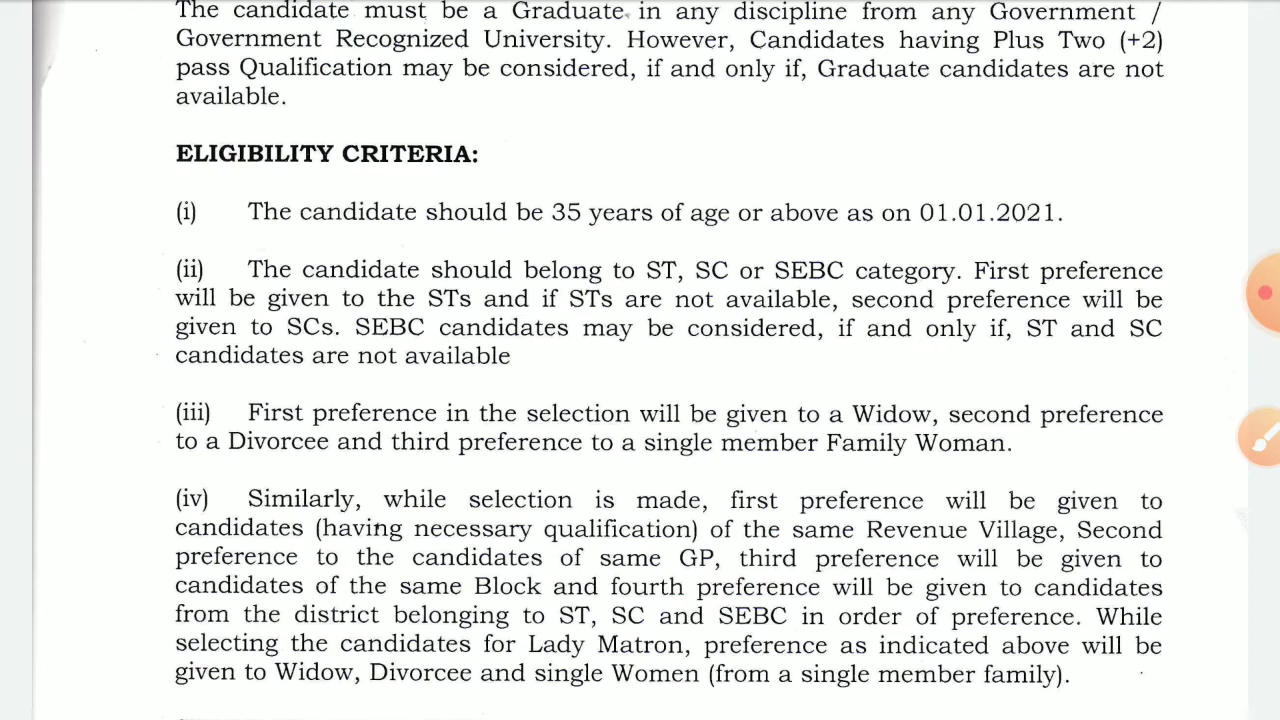 The candidate must be a Graduate in any discipline from any Government /
Government Recognized University. However, Candidates having Plus Two (+2)
pass Qualification may be considered, if and only if, Graduate candidates are not
available.
ELIGIBILITY CRITERIA:
(i) The candidate should be 35 years of age or above as on 01.01.2021.
(ii) The candidate should belong to ST, SC or SEBC category. First preference
will be given to the STs and if STs are not available, second preference will be
given to SCs. SEBC candidates may be considered, if and only if, ST and SC
candidates are not available
(iii) First preference in the selection will be given to a Widow, second preference
to a Divorcee and third preference to a single member Family Woman.
(iv) Similarly, while selection is made, first preference will be given to
candidates (having necessary qualification) of the same Revenue Village, Second
preference to the candidates of same GP, third preference will be given to
candidates of the same Block and fourth preference will be given to candidates
from the district belonging to ST, SC and SEBC in order of preference. While
selecting the candidates for Lady Matron, preference as indicated above will be
given to Widow, Divorcee and single Women (from a single member family).